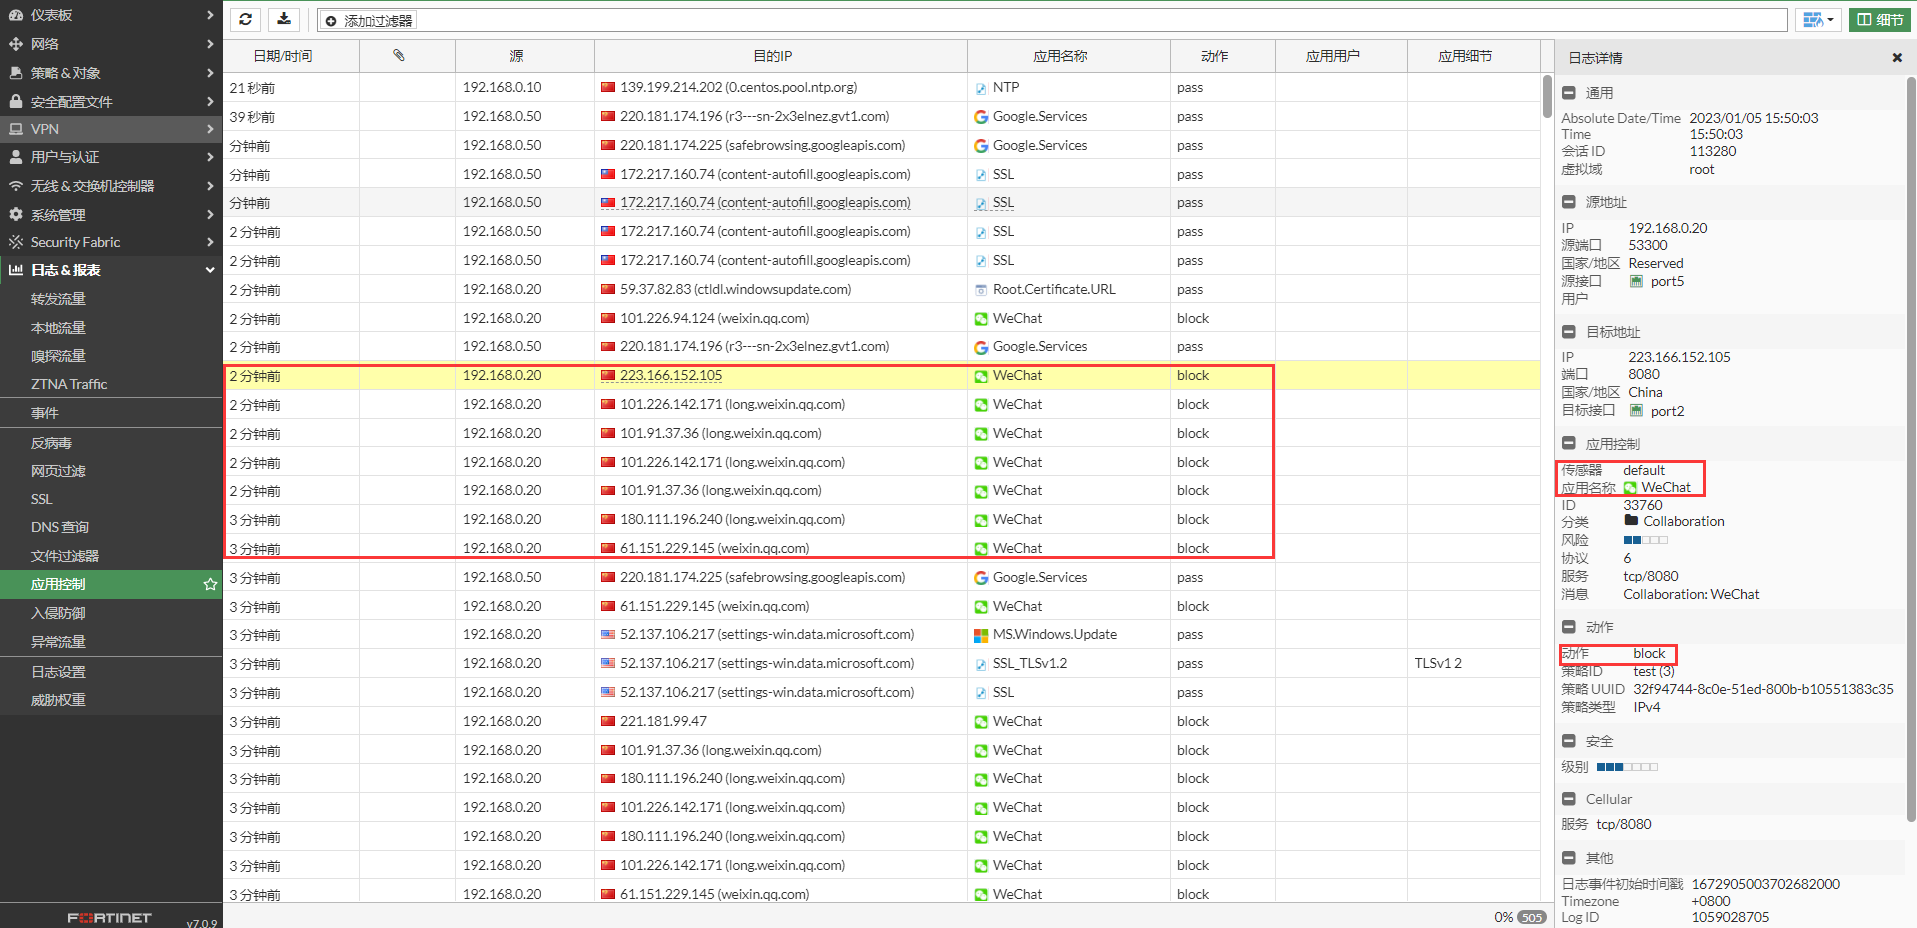 仪表板
网络
策略 & 对象
安全配置文件
VPN
用户与认证
无线 & 交换机控制器
系统管理
Security Fabric
日志 & 报表
转发流量
本地流量
嗅探流量
ZTNA Traffic
事件
反病毒
网页过滤
SSL
DNS 查询
文件过滤器
应用控制
入侵防御
异常流量
日志设置
威胁权重
FORTINET
v7.0.9
添加过滤器
细节
日期/时间 源 目的IP 应用名称 动作 应用用户 应用细节
21 秒前 192.168.0.10 139.199.214.202 (0.centos.pool.ntp.org) NTP pass
39 秒前 192.168.0.50 220.181.174.196 (r3---sn-2x3elnez.gvt1.com) Google.Services pass
分钟前 192.168.0.50 220.181.174.225 (safebrowsing.googleapis.com) Google.Services pass
分钟前 192.168.0.50 172.217.160.74 (content-autofill.googleapis.com) SSL pass
分钟前 192.168.0.50 172.217.160.74 (content-autofill.googleapis.com) SSL pass
2 分钟前 192.168.0.50 172.217.160.74 (content-autofill.googleapis.com) SSL pass
2 分钟前 192.168.0.50 172.217.160.74 (content-autofill.googleapis.com) SSL pass
2 分钟前 192.168.0.20 59.37.82.83 (ctldl.windowsupdate.com) Root.Certificate.URL pass
2 分钟前 192.168.0.20 101.226.94.124 (weixin.qq.com) WeChat block
2 分钟前 192.168.0.50 220.181.174.196 (r3---sn-2x3elnez.gvt1.com) Google.Services pass
2 分钟前 192.168.0.20 223.166.152.105 WeChat block
2 分钟前 192.168.0.20 101.226.142.171 (long.weixin.qq.com) WeChat block
2 分钟前 192.168.0.20 101.91.37.36 (long.weixin.qq.com) WeChat block
2 分钟前 192.168.0.20 101.226.142.171 (long.weixin.qq.com) WeChat block
2 分钟前 192.168.0.20 101.91.37.36 (long.weixin.qq.com) WeChat block
3 分钟前 192.168.0.20 180.111.196.240 (long.weixin.qq.com) WeChat block
3 分钟前 192.168.0.20 61.151.229.145 (weixin.qq.com) WeChat block
3 分钟前 192.168.0.50 220.181.174.225 (safebrowsing.googleapis.com) Google.Services pass
3 分钟前 192.168.0.20 61.151.229.145 (weixin.qq.com) WeChat block
3 分钟前 192.168.0.20 52.137.106.217 (settings-win.data.microsoft.com) MS.Windows.Update pass
3 分钟前 192.168.0.20 52.137.106.217 (settings-win.data.microsoft.com) SSL_TLSv1.2 pass TLSv1 2
3 分钟前 192.168.0.20 52.137.106.217 (settings-win.data.microsoft.com) SSL pass
3 分钟前 192.168.0.20 221.181.99.47 WeChat block
3 分钟前 192.168.0.20 101.91.37.36 (long.weixin.qq.com) WeChat block
3 分钟前 192.168.0.20 180.111.196.240 (long.weixin.qq.com) WeChat block
3 分钟前 192.168.0.20 101.226.142.171 (long.weixin.qq.com) WeChat block
3 分钟前 192.168.0.20 180.111.196.240 (long.weixin.qq.com) WeChat block
3 分钟前 192.168.0.20 101.226.142.171 (long.weixin.qq.com) WeChat block
3 分钟前 192.168.0.20 61.151.229.145 (weixin.qq.com) WeChat block
0% 505
日志详情
通用
Absolute Date/Time 2023/01/05 15:50:03
Time 15:50:03
会话 ID 113280
虚拟域 root
源地址
IP 192.168.0.20
源端口 53300
国家/地区 Reserved
源接口 port5
用户
目标地址
IP 223.166.152.105
端口 8080
国家/地区 China
目标接口 port2
应用控制
传感器 default
应用名称 WeChat
ID 33760
分类 Collaboration
风险
协议 6
服务 tcp/8080
消息 Collaboration: WeChat
动作
动作 block
策略ID test (3)
策略 UUID 32f94744-8c0e-51ed-800b-b10551383c35
策略类型 IPv4
安全
级别
Cellular
服务 tcp/8080
其他
日志事件初始时间戳 1672905003702682000
Timezone +0800
Log ID 1059028705